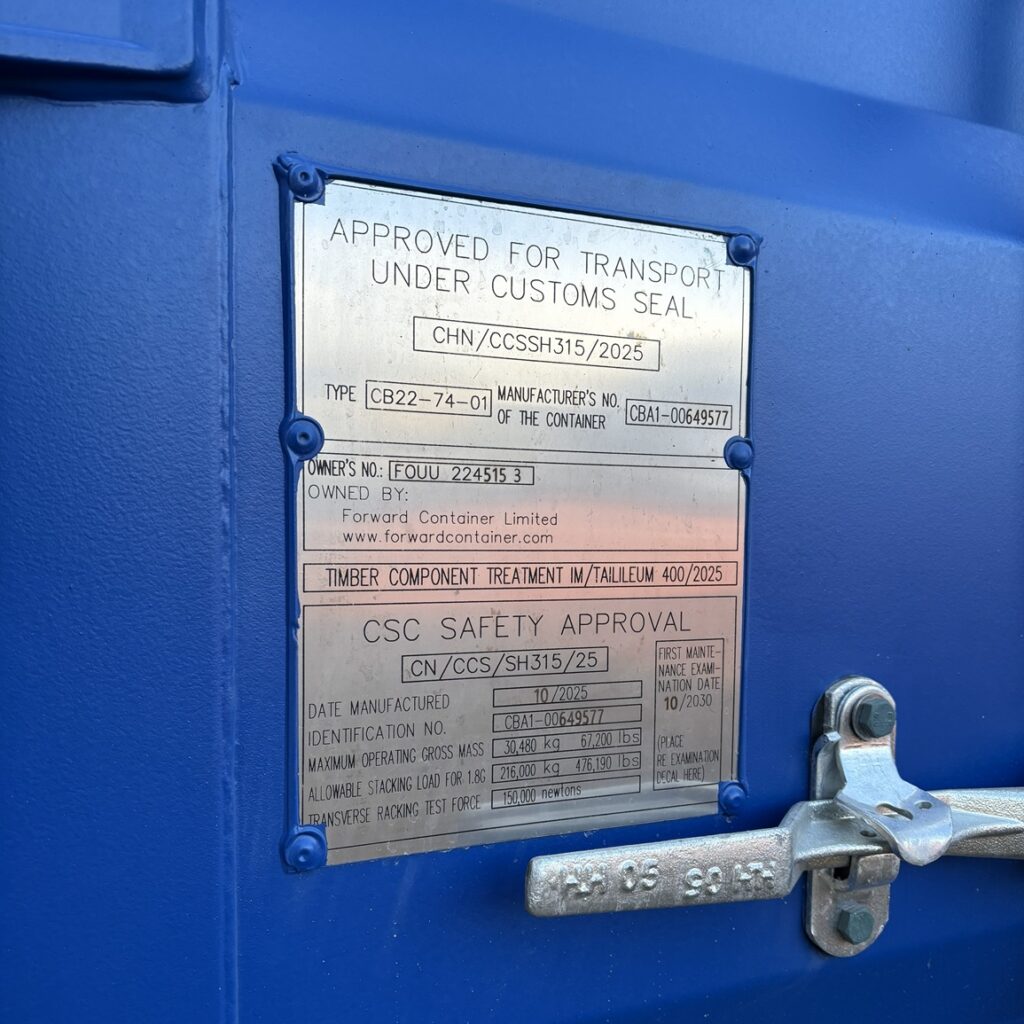 APPROVED FOR TRANSPORT
UNDER CUSTOMS SEAL
CHN/CCSSH315/2025
TYPE CB22-74-01 MANUFACTURER'S NO. OF THE CONTAINER CBA1-00649577
OWNER'S NO.: FOUU 224515 3
OWNED BY:
Forward Container Limited
www.forwardcontainer.com
TIMBER COMPONENT TREATMENT IM/TAILILEUM 400/2025
CSC SAFETY APPROVAL
CN/CCS/SH315/25
DATE MANUFACTURED 10/2025
IDENTIFICATION NO. CBA1-00649577
MAXIMUM OPERATING GROSS MASS 30,480 kg 67,200 lbs
ALLOWABLE STACKING LOAD FOR 1.8G 216,000 kg 476,190 lbs
TRANSVERSE RACKING TEST FORCE 150,000 newtons
FIRST MAINTE-
NANCE EXAMI-
NATION DATE
10/2030
(PLACE
RE EXAMINATION
DECAL HERE)